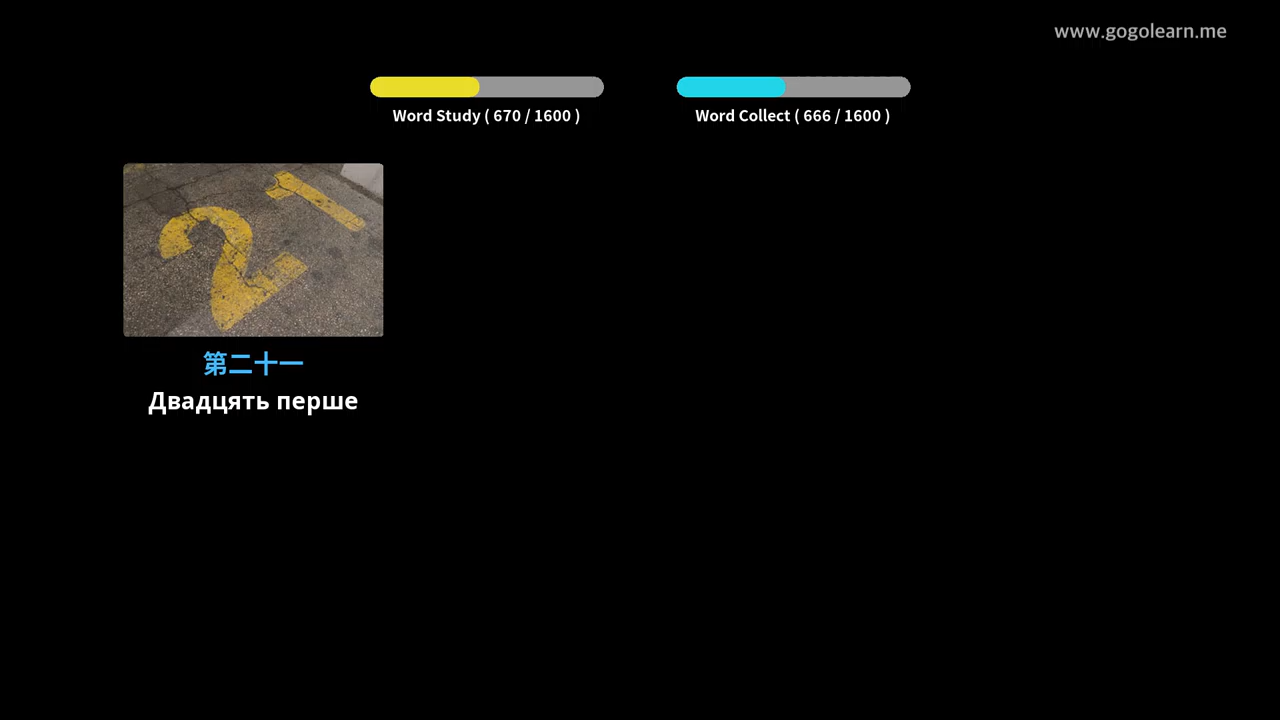 www.gogolearn.me
Word Study ( 670 / 1600 )
Word Collect ( 666 / 1600 )
21
第二十一
Двадцять перше